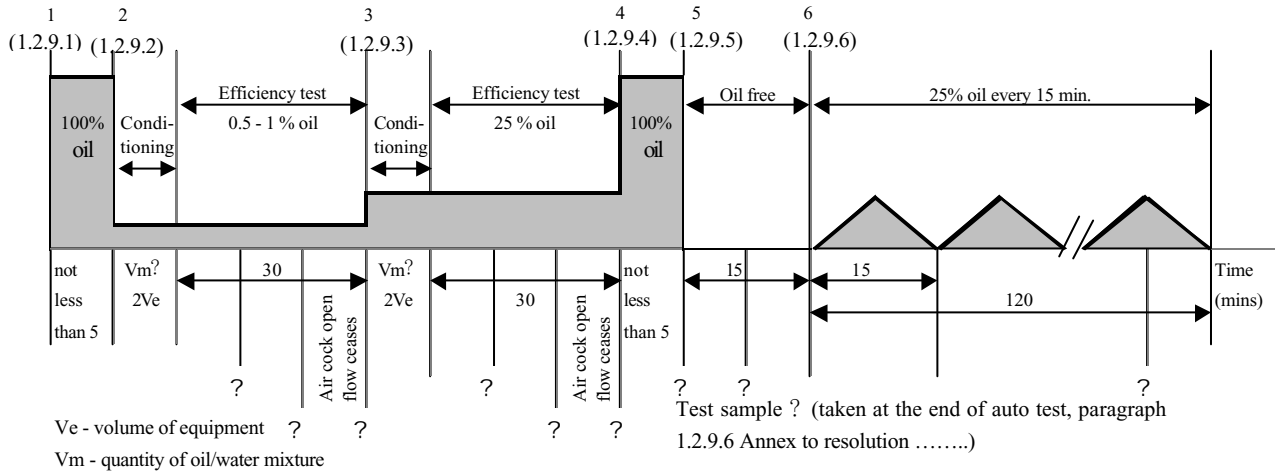 1 2 3 4 5 6
(1.2.9.1) (1.2.9.2) (1.2.9.3) (1.2.9.4) (1.2.9.5) (1.2.9.6)
Efficiency test Efficiency test Oil free 25% oil every 15 min.
100% Condi- 0.5 - 1 % oil Condi- 25 % oil 100%
oil tioning tioning oil
not Vm? 30 Vm? not 15 15 Time
less 2Ve 2Ve 30 less 120 (mins)
than 5 than 5
Air cock open
flow ceases
Air cock open
flow ceases
? ? ? ? ?
Ve - volume of equipment ? ? ? ?
Vm - quantity of oil/water mixture
Test sample ? (taken at the end of auto test, paragraph
1.2.9.6 Annex to resolution ……..)